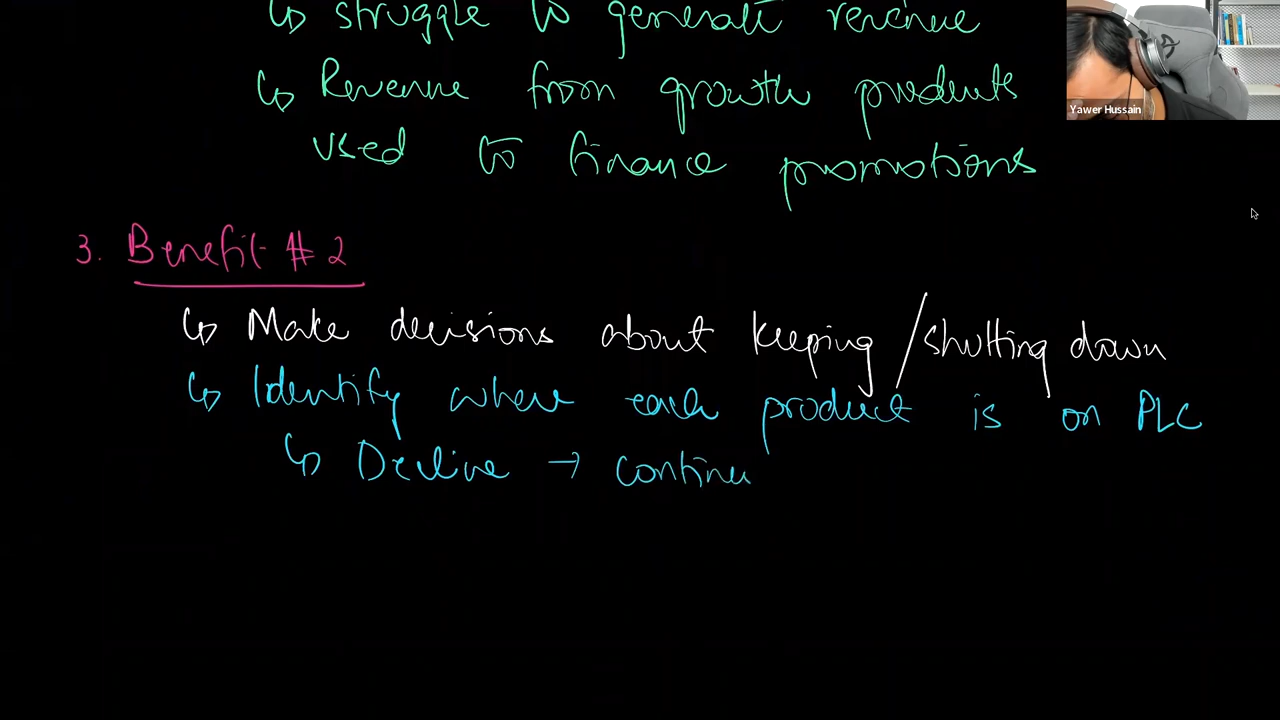 ↳ struggle to generate revenue
↳ Revenue from growth products
used to finance promotions
Yawer Hussain
3. Benefit #2
↳ Make decisions about keeping/shutting down
↳ Identify where each product is on PLC
↳ Decline → continu